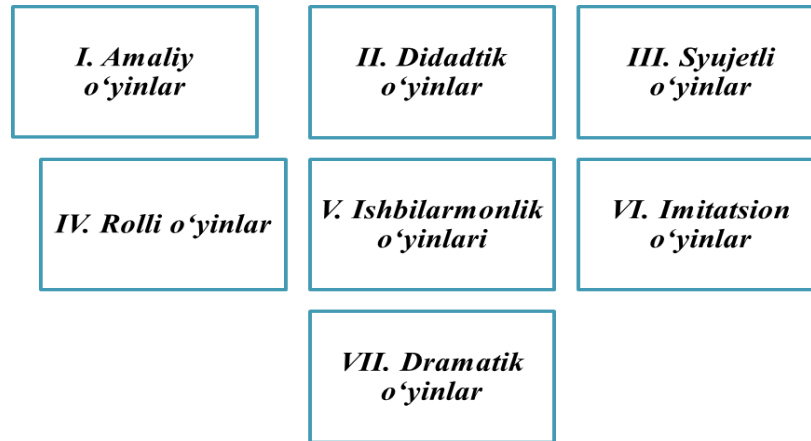 I. Amaliy
o‘yinlar
II. Didadtik
o‘yinlar
III. Syujetli
o‘yinlar
IV. Rolli o‘yinlar
V. Ishbilarmonlik
o‘yinlari
VI. Imitatsion
o‘yinlar
VII. Dramatik
o‘yinlar